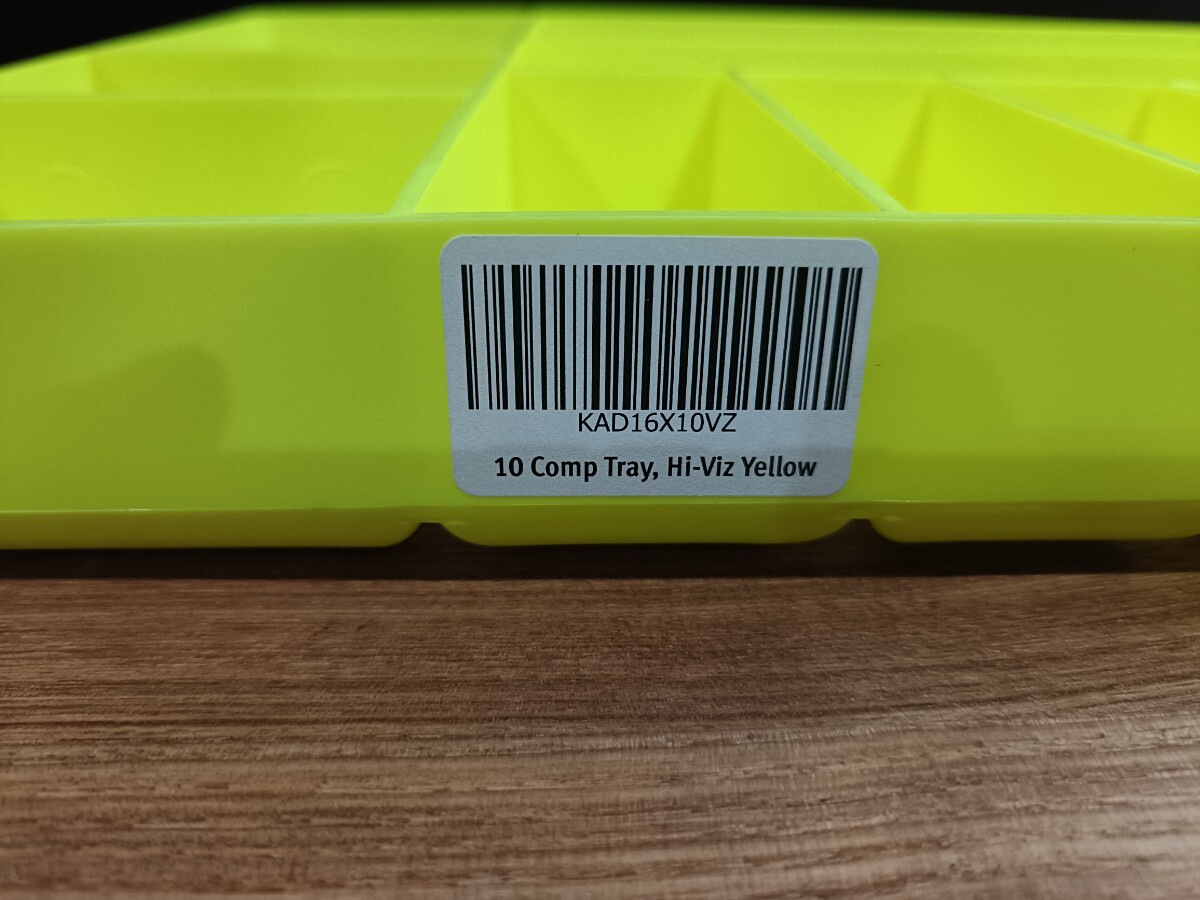 KAD16X10VZ
10 Comp Tray, Hi-Viz Yellow